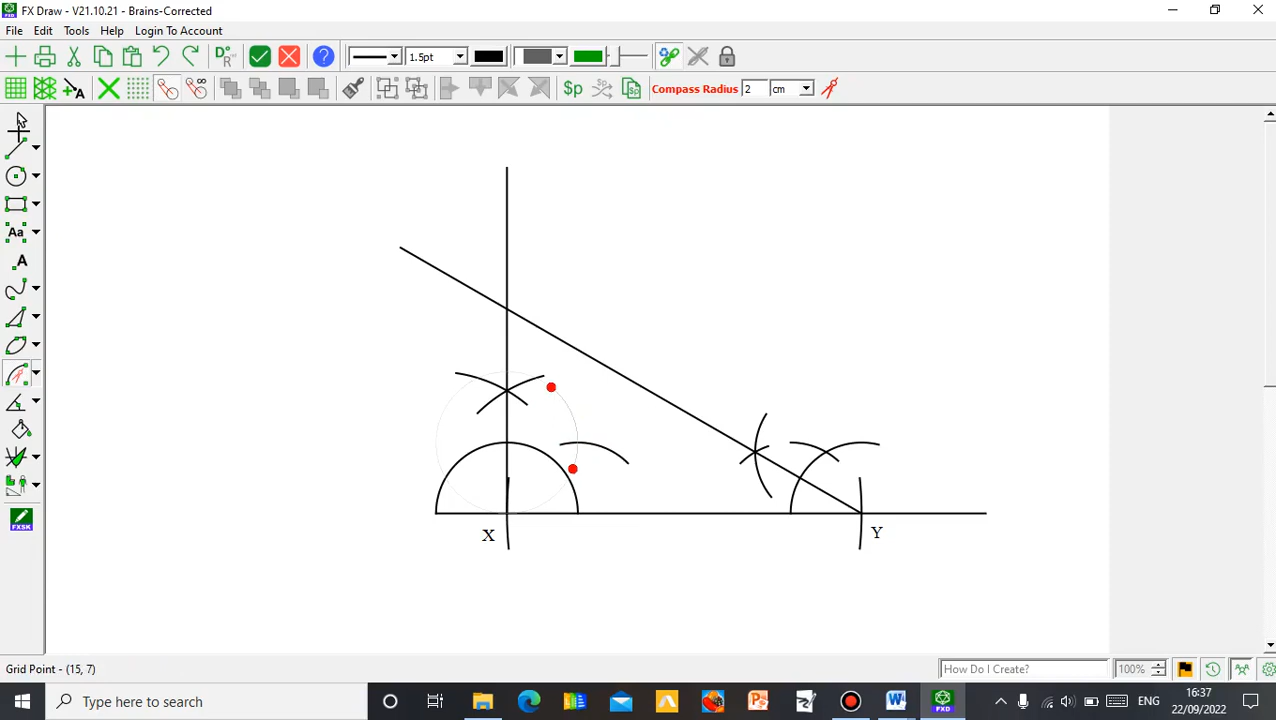 FX Draw - V21.10.21 - Brains-Corrected
File Edit Tools Help Login To Account
1.5pt
Compass Radius 2 cm
Aa
A
X
Y
FXSK
Grid Point - (15, 7)
How Do I Create?
100%
Type here to search
ENG
16:37
22/09/2022